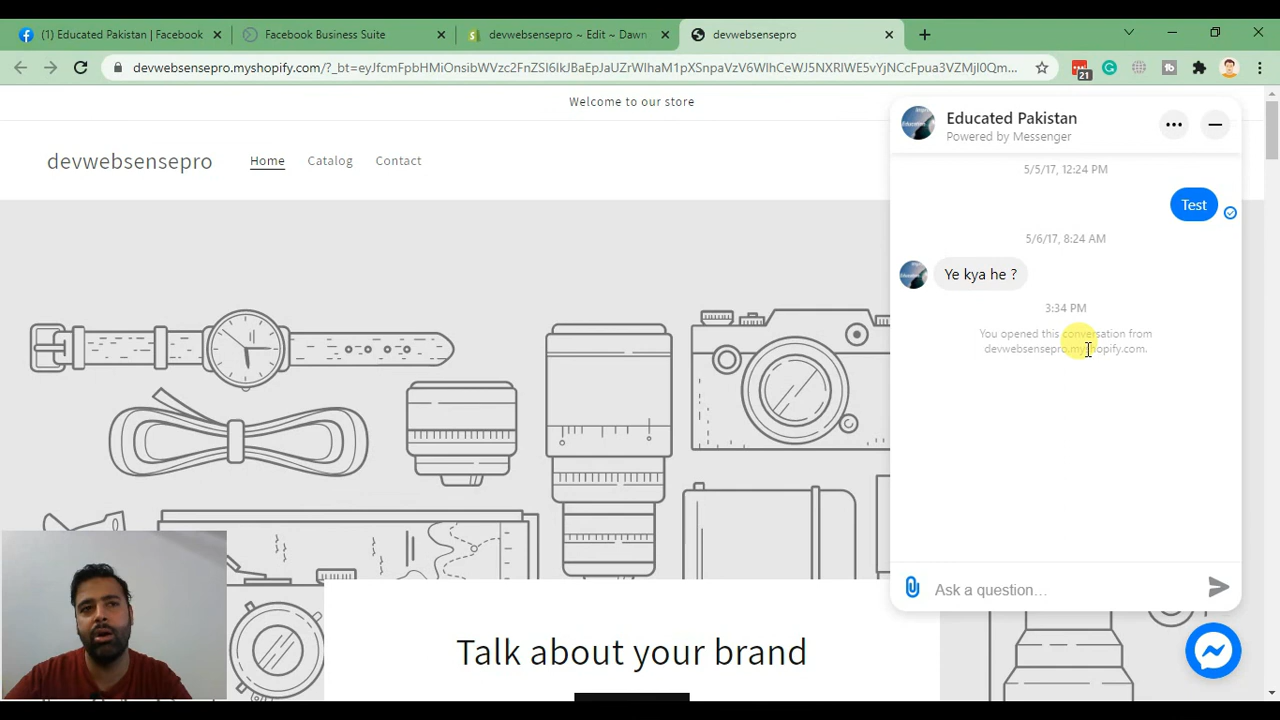 (1) Educated Pakistan | Facebook
Facebook Business Suite
devwebsensepro ~ Edit ~ Dawn
devwebsensepro
devwebsensepro.myshopify.com/
21
Welcome to our store
devwebsensepro
Home
Catalog
Contact
Educated Pakistan
Powered by Messenger
5/5/17, 12:24 PM
Test
5/6/17, 8:24 AM
Ye kya he ?
3:34 PM
You opened this conversation from
devwebsensepro.myshopify.com.
Ask a question...
Talk about your brand